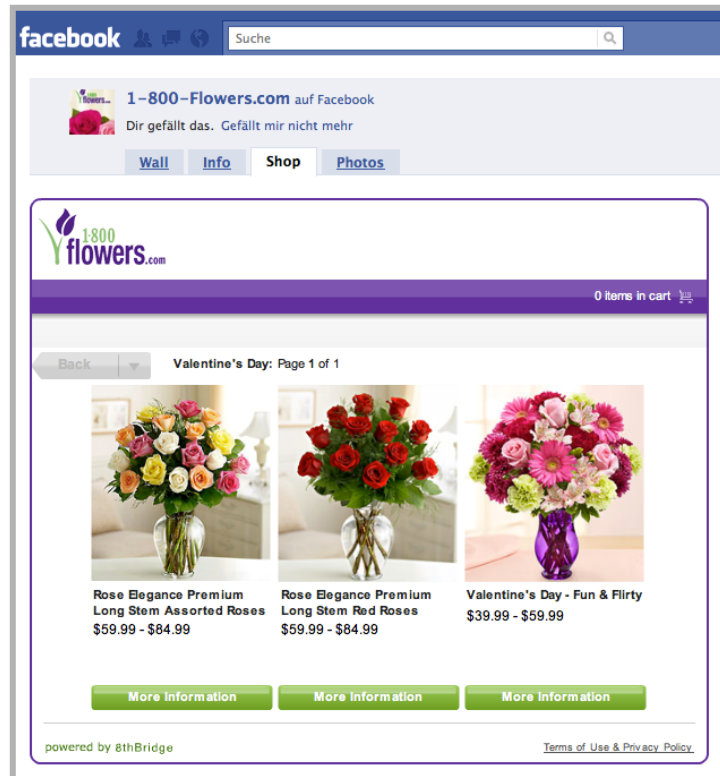 facebook
Suche
1-800-Flowers.com auf Facebook
Dir gefällt das. Gefällt mir nicht mehr
Wall Info Shop Photos
1·800
flowers.com
0 items in cart
Back Valentine's Day: Page 1 of 1
Rose Elegance Premium
Long Stem Assorted Roses
$59.99 - $84.99
Rose Elegance Premium
Long Stem Red Roses
$59.99 - $84.99
Valentine's Day - Fun & Flirty
$39.99 - $59.99
More Information More Information More Information
powered by 8thBridge Terms of Use & Privacy Policy